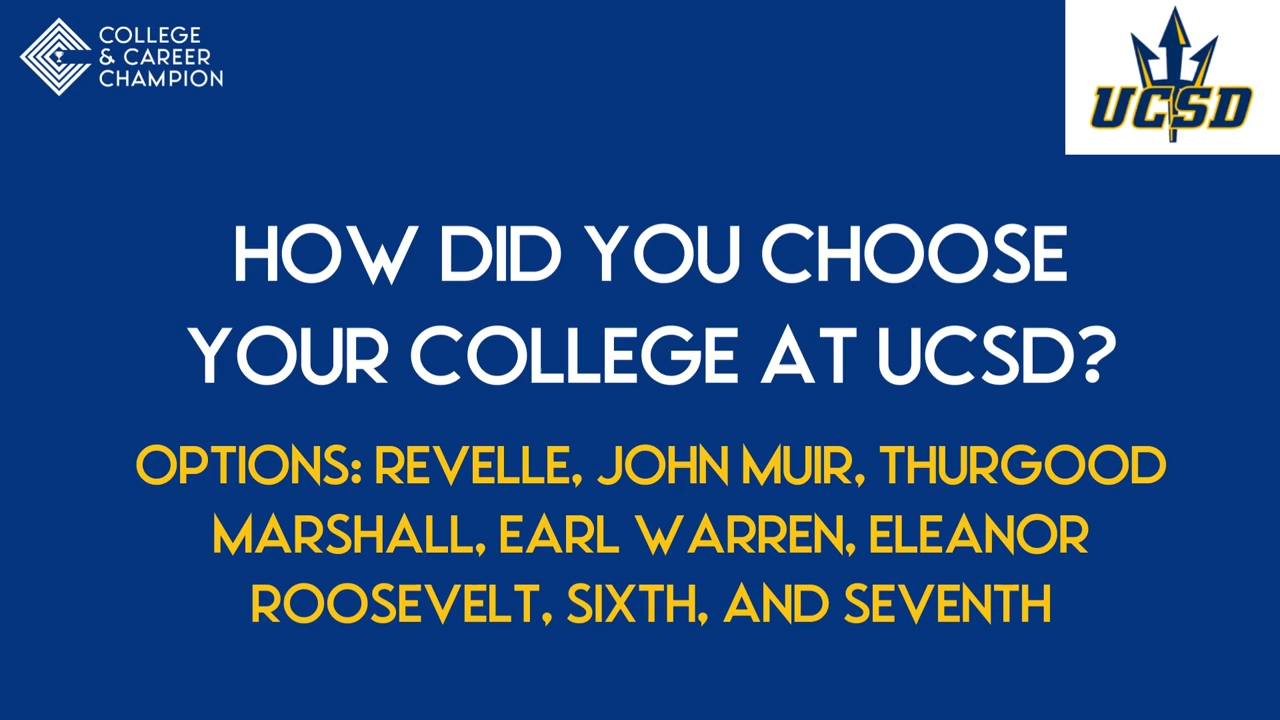 COLLEGE
& CAREER
CHAMPION
UCSD
HOW DID YOU CHOOSE
YOUR COLLEGE AT UCSD?
OPTIONS: REVELLE, JOHN MUIR, THURGOOD
MARSHALL, EARL WARREN, ELEANOR
ROOSEVELT, SIXTH, AND SEVENTH